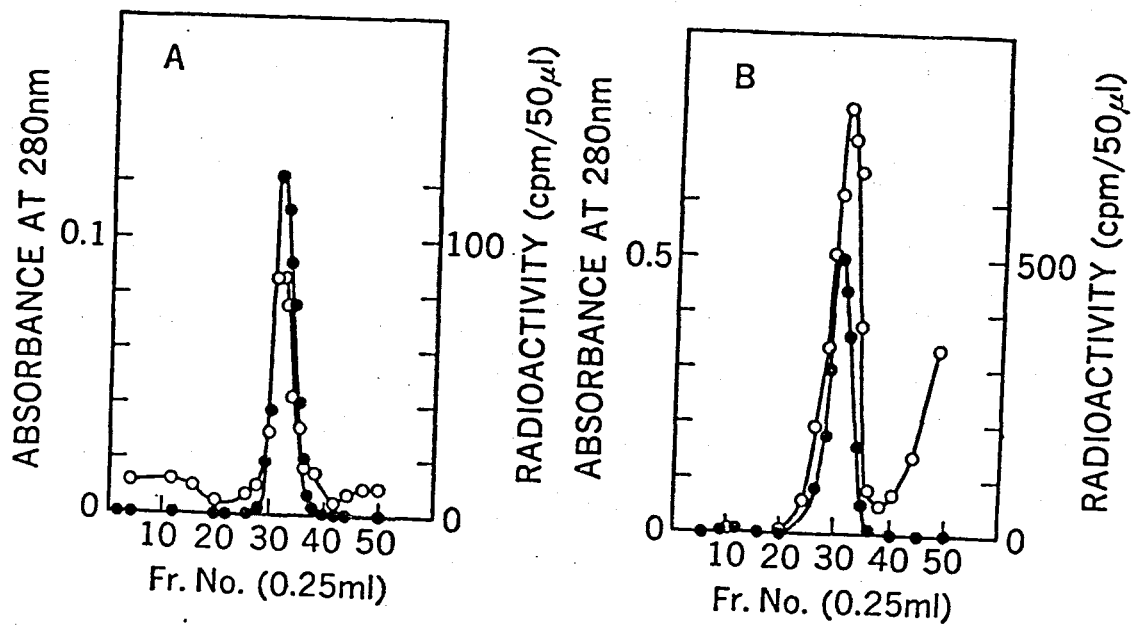 A
ABSORBANCE AT 280nm
0.1
0
100
0
RADIOACTIVITY (cpm/50μl)
10 20 30 40 50
Fr. No. (0.25ml)
B
ABSORBANCE AT 280nm
0.5
0
500
0
RADIOACTIVITY (cpm/50μl)
10 20 30 40 50
Fr. No. (0.25ml)